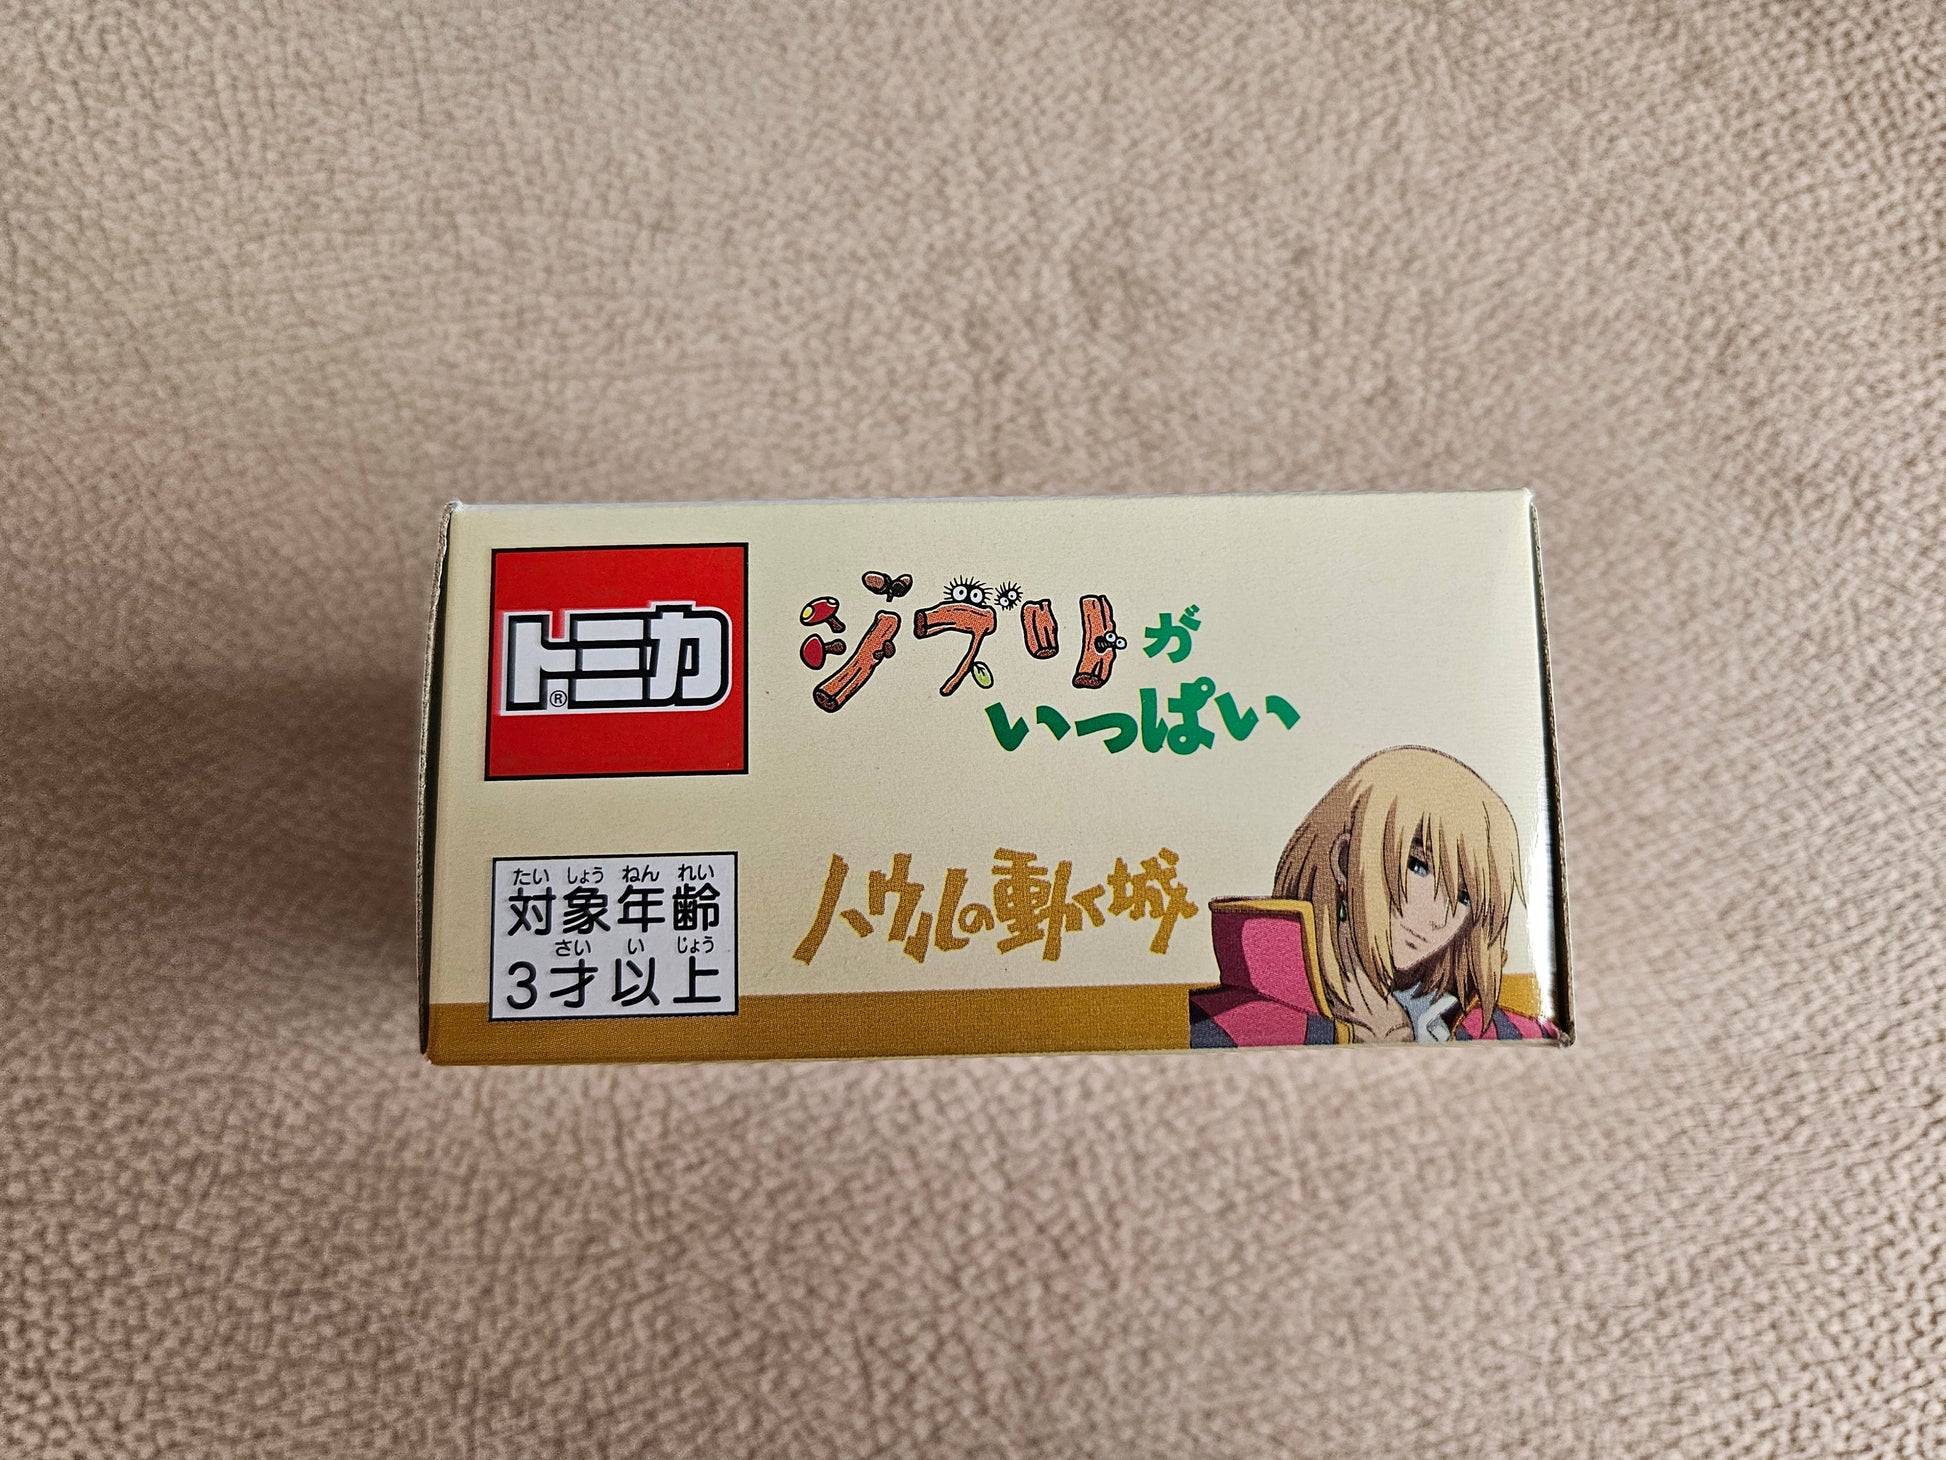 トミカ®
ジブリが
いっぱい
たい しょう ねん れい
対象年齢
さい い じょう
3才以上
ハウルの動く城